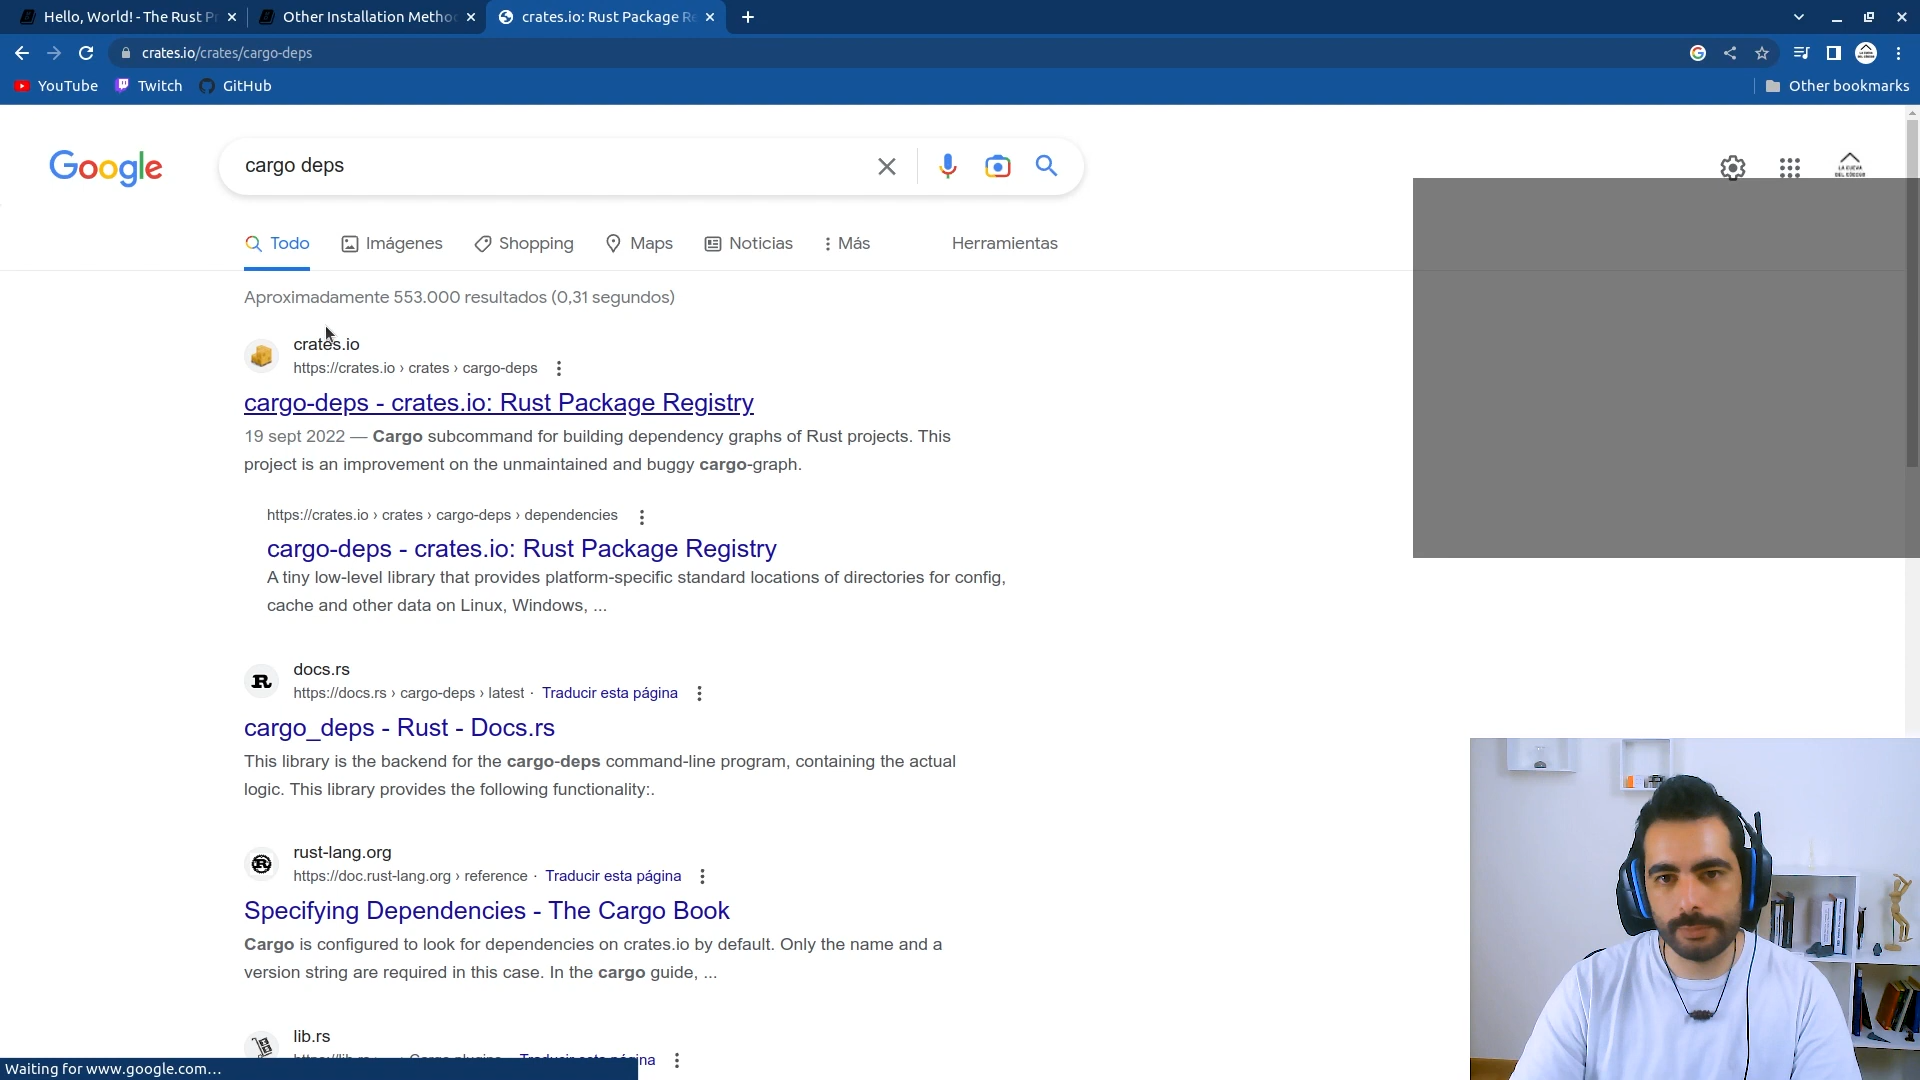 Hello, World! - The Rust P
Other Installation Metho
crates.io: Rust Package Re
crates.io/crates/cargo-deps
YouTube
Twitch
GitHub
Other bookmarks
Google
cargo deps
LA CUEVA
DEL CÓDIGO
Todo
Imágenes
Shopping
Maps
Noticias
Más
Herramientas
Aproximadamente 553.000 resultados (0,31 segundos)
crates.io
https://crates.io › crates › cargo-deps
cargo-deps - crates.io: Rust Package Registry
19 sept 2022 — Cargo subcommand for building dependency graphs of Rust projects. This
project is an improvement on the unmaintained and buggy cargo-graph.
https://crates.io › crates › cargo-deps › dependencies
cargo-deps - crates.io: Rust Package Registry
A tiny low-level library that provides platform-specific standard locations of directories for config,
cache and other data on Linux, Windows, ...
docs.rs
https://docs.rs › cargo-deps › latest · Traducir esta página
cargo_deps - Rust - Docs.rs
This library is the backend for the cargo-deps command-line program, containing the actual
logic. This library provides the following functionality:.
rust-lang.org
https://doc.rust-lang.org › reference · Traducir esta página
Specifying Dependencies - The Cargo Book
Cargo is configured to look for dependencies on crates.io by default. Only the name and a
version string are required in this case. In the cargo guide, ...
lib.rs
Traducir esta página
Waiting for www.google.com...